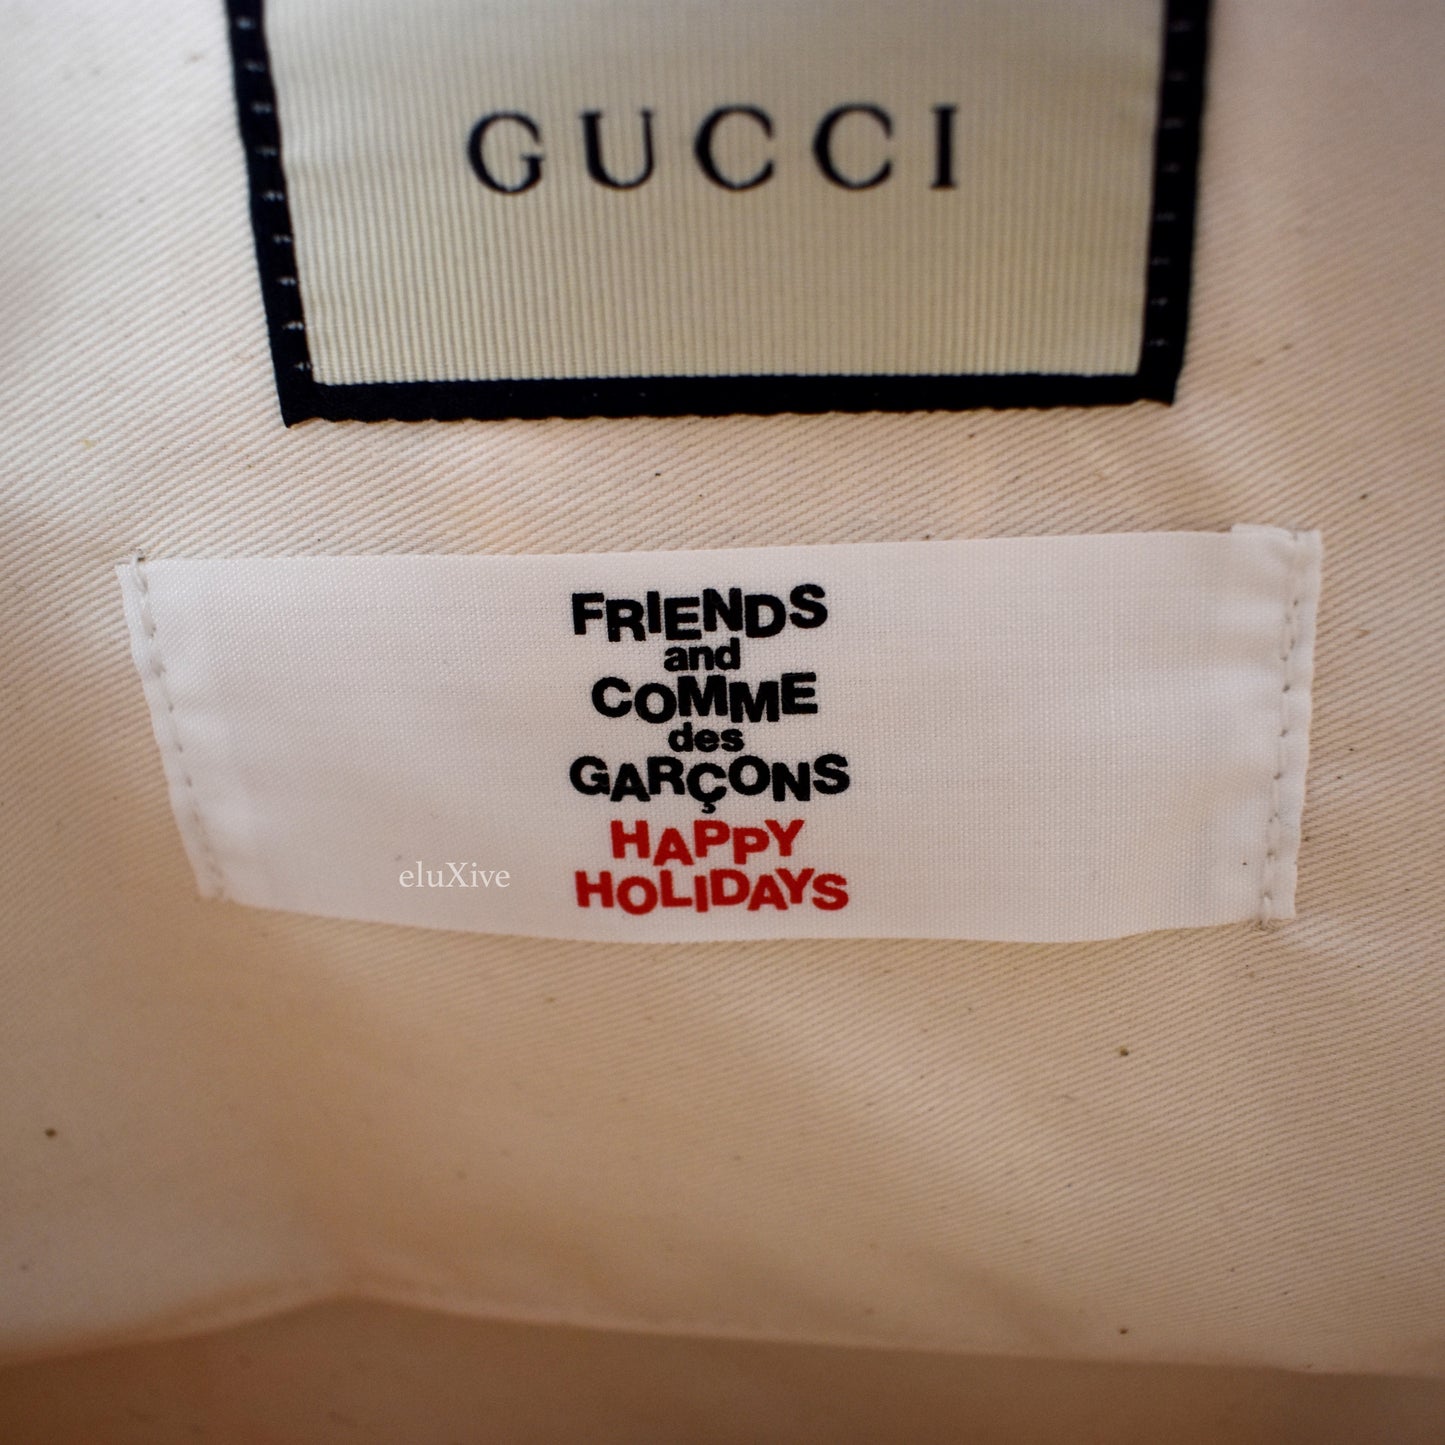 GUCCI
FRIENDS
and
COMME
des
GARÇONS
HAPPY
HOLIDAYS
eluXive